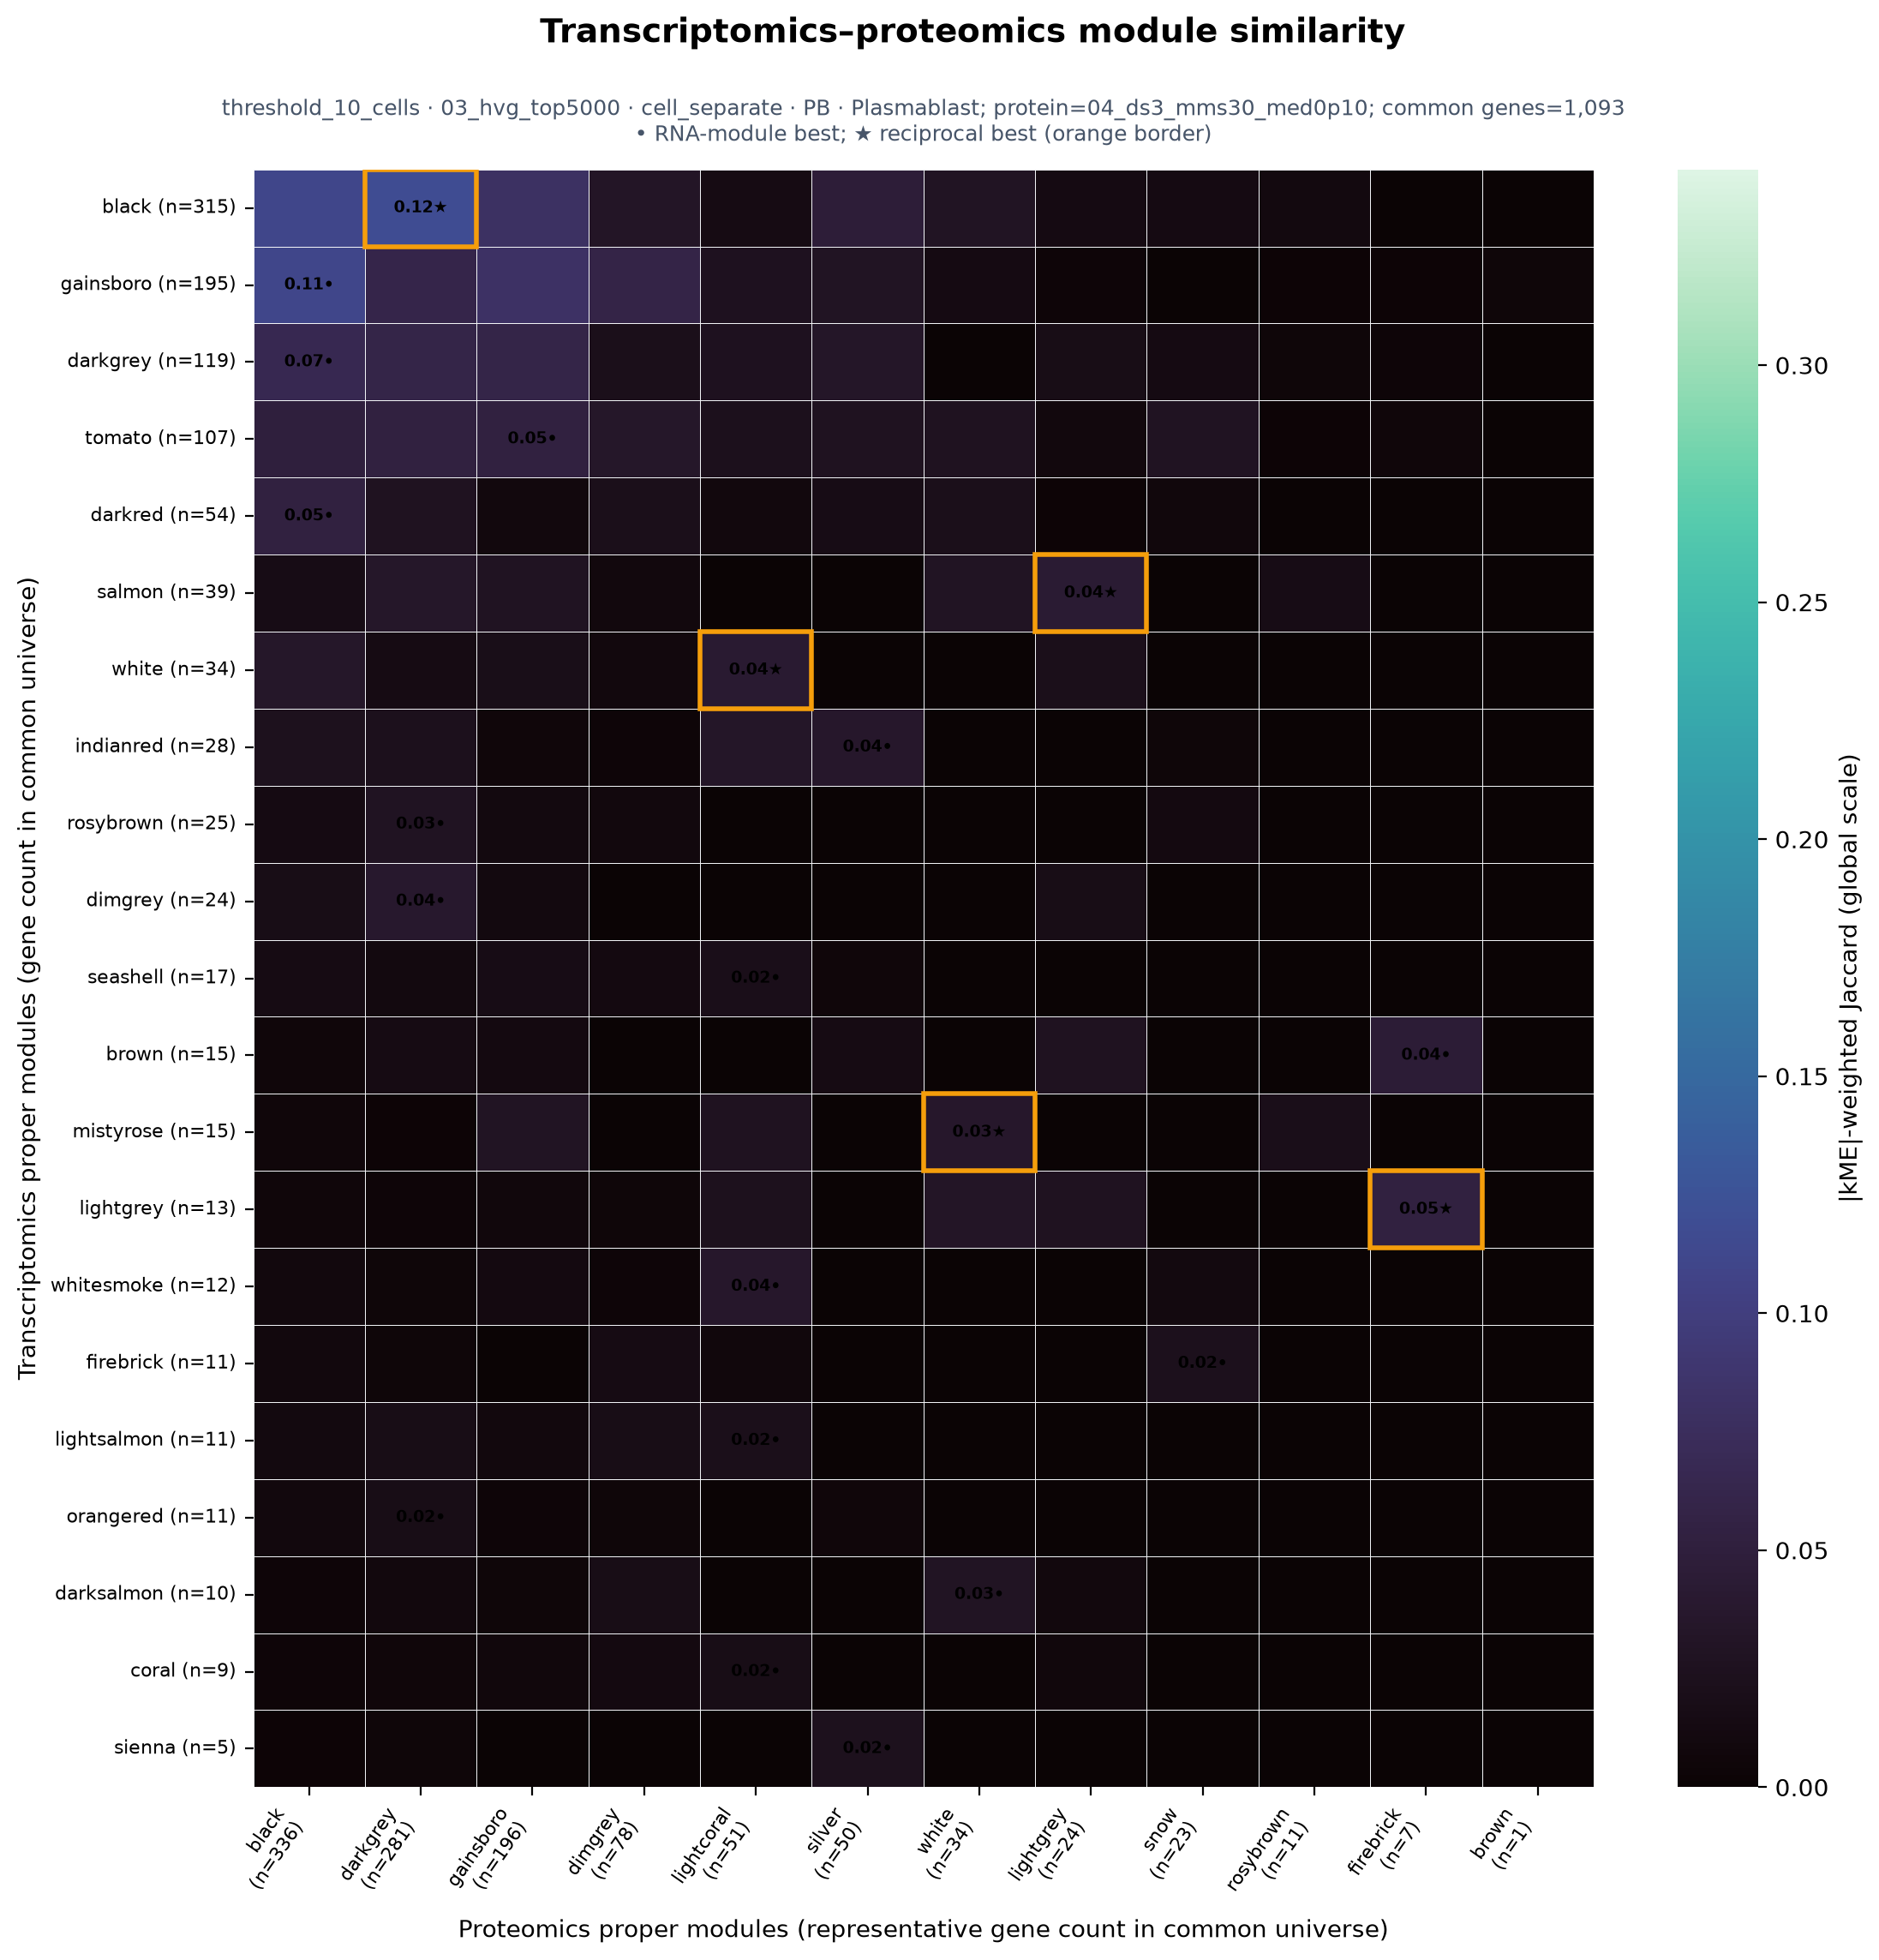 Transcriptomics–proteomics module similarity
threshold_10_cells · 03_hvg_top5000 · cell_separate · PB · Plasmablast; protein=04_ds3_mms30_med0p10; common genes=1,093
• RNA-module best; ★ reciprocal best (orange border)
Transcriptomics proper modules (gene count in common universe)
black (n=315)
0.12★
gainsboro (n=195)
0.11•
darkgrey (n=119)
0.07•
tomato (n=107)
0.05•
darkred (n=54)
0.05•
salmon (n=39)
0.04★
white (n=34)
0.04★
indianred (n=28)
0.04•
rosybrown (n=25)
0.03•
dimgrey (n=24)
0.04•
seashell (n=17)
0.02•
brown (n=15)
0.04•
mistyrose (n=15)
0.03★
lightgrey (n=13)
0.05★
whitesmoke (n=12)
0.04•
firebrick (n=11)
0.02•
lightsalmon (n=11)
0.02•
orangered (n=11)
0.02•
darksalmon (n=10)
0.03•
coral (n=9)
0.02•
sienna (n=5)
0.02•
black
(n=336)
darkgrey
(n=281)
gainsboro
(n=196)
dimgrey
(n=78)
lightcoral
(n=51)
silver
(n=50)
white
(n=34)
lightgrey
(n=24)
snow
(n=23)
rosybrown
(n=11)
firebrick
(n=7)
brown
(n=1)
Proteomics proper modules (representative gene count in common universe)
0.30
0.25
0.20
0.15
0.10
0.05
0.00
|kME|-weighted Jaccard (global scale)